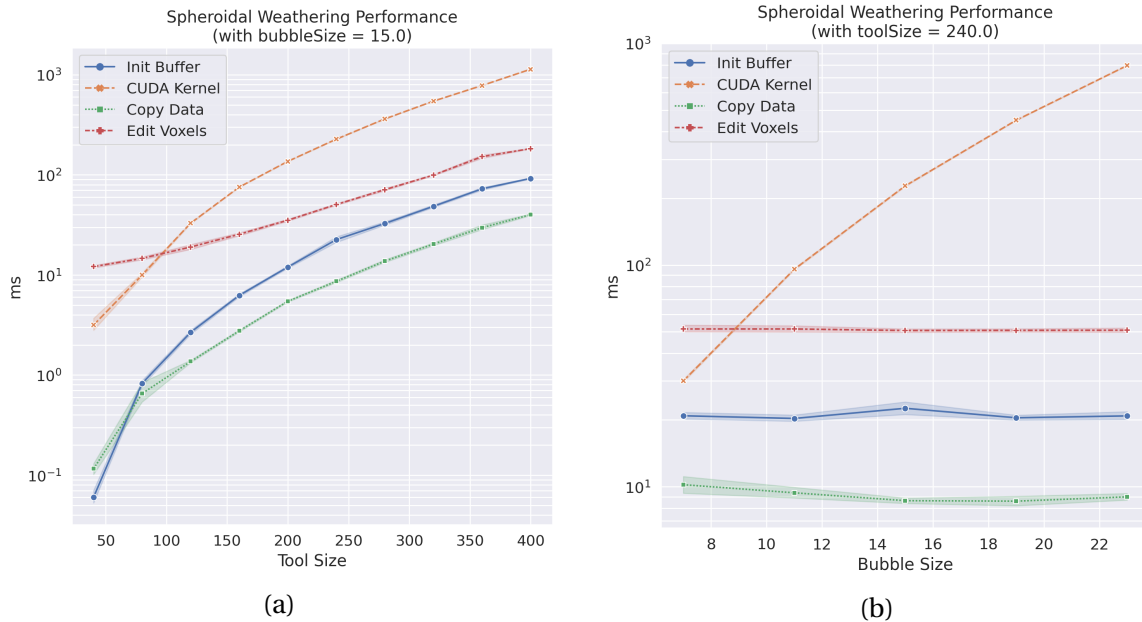 Spheroidal Weathering Performance
(with bubbleSize = 15.0)
Init Buffer
CUDA Kernel
Copy Data
Edit Voxels
10³
10²
10¹
10⁰
10⁻¹
ms
50 100 150 200 250 300 350 400
Tool Size
(a)
Spheroidal Weathering Performance
(with toolSize = 240.0)
Init Buffer
CUDA Kernel
Copy Data
Edit Voxels
10³
10²
10¹
ms
8 10 12 14 16 18 20 22
Bubble Size
(b)